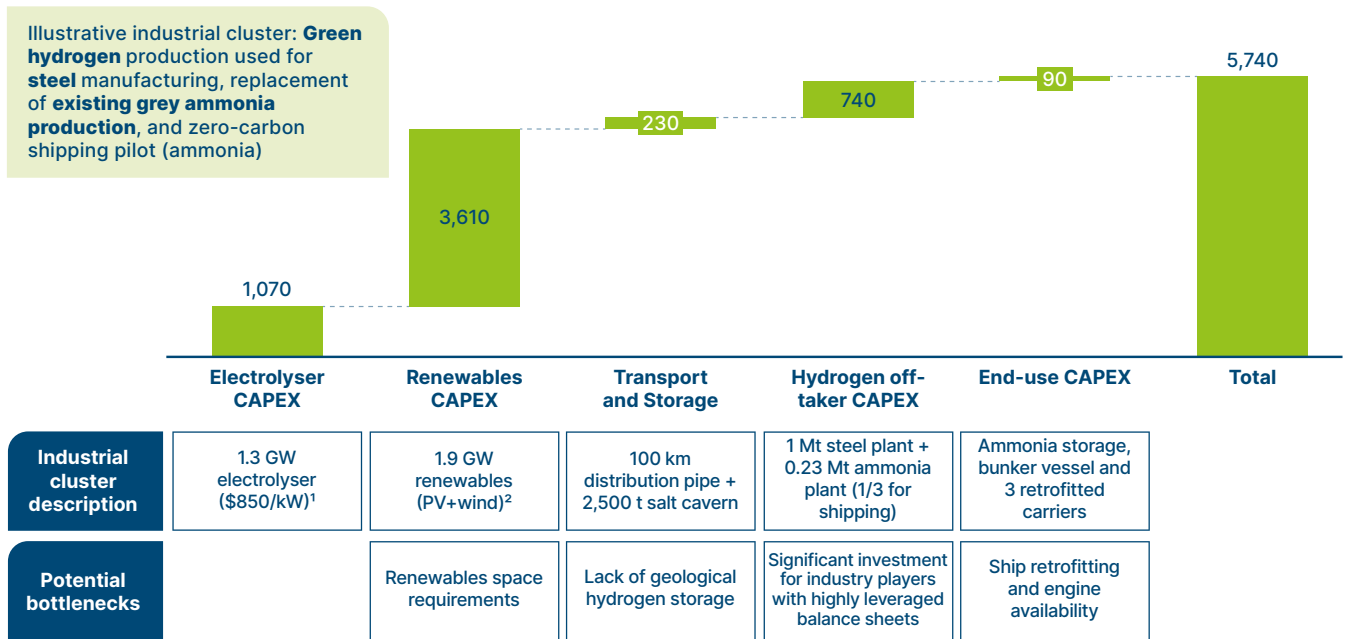 Illustrative industrial cluster: Green
hydrogen production used for
steel manufacturing, replacement
of existing grey ammonia
production, and zero-carbon
shipping pilot (ammonia)
1,070
3,610
230
740
90
5,740
Electrolyser
CAPEX
Renewables
CAPEX
Transport
and Storage
Hydrogen off-
taker CAPEX
End-use CAPEX
Total
Industrial
cluster
description
1.3 GW
electrolyser
($850/kW)¹
1.9 GW
renewables
(PV+wind)²
100 km
distribution pipe +
2,500 t salt cavern
1 Mt steel plant +
0.23 Mt ammonia
plant (1/3 for
shipping)
Ammonia storage,
bunker vessel and
3 retrofitted
carriers
Potential
bottlenecks
Renewables space
requirements
Lack of geological
hydrogen storage
Significant investment
for industry players
with highly leveraged
balance sheets
Ship retrofitting
and engine
availability